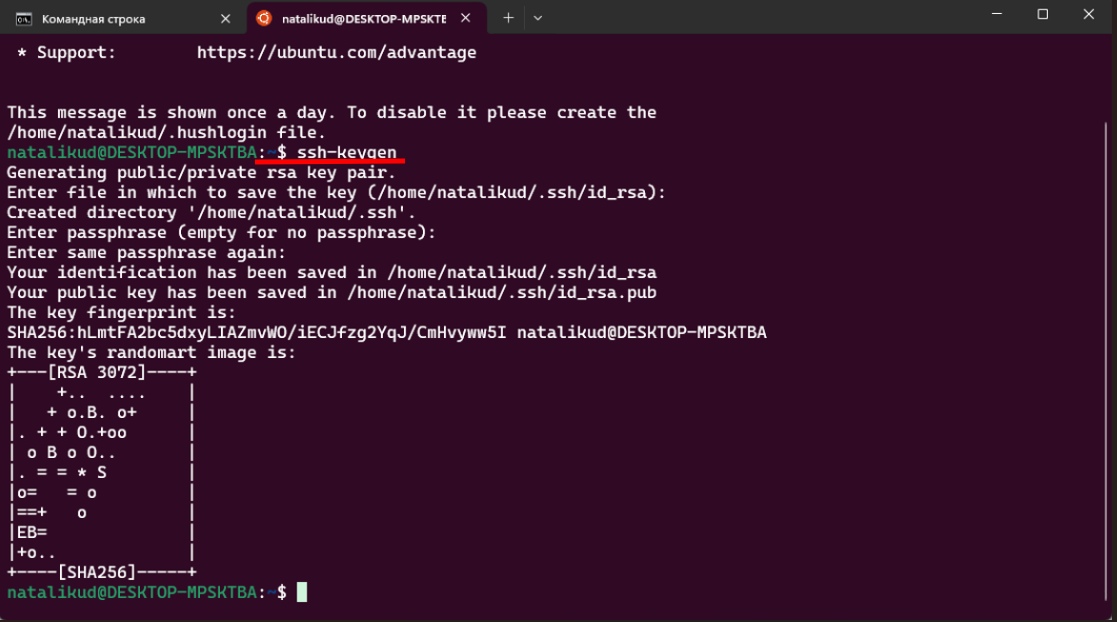 Командная строка
natalikud@DESKTOP-MPSKTE
* Support:        https://ubuntu.com/advantage
This message is shown once a day. To disable it please create the
/home/natalikud/.hushlogin file.
natalikud@DESKTOP-MPSKTBA:~$ ssh-keygen
Generating public/private rsa key pair.
Enter file in which to save the key (/home/natalikud/.ssh/id_rsa):
Created directory '/home/natalikud/.ssh'.
Enter passphrase (empty for no passphrase):
Enter same passphrase again:
Your identification has been saved in /home/natalikud/.ssh/id_rsa
Your public key has been saved in /home/natalikud/.ssh/id_rsa.pub
The key fingerprint is:
SHA256:hLmtFA2bc5dxyLIAZmvWO/iECJfzg2YqJ/CmHvyww5I natalikud@DESKTOP-MPSKTBA
The key's randomart image is:
+---[RSA 3072]----+
|    +..  ....    |
|   + o.B. o+     |
|. + + O.+oo      |
| o B o O..       |
|. = = * S        |
|o=   = o         |
|==+   o          |
|EB=              |
|+o..             |
+----[SHA256]-----+
natalikud@DESKTOP-MPSKTBA:~$